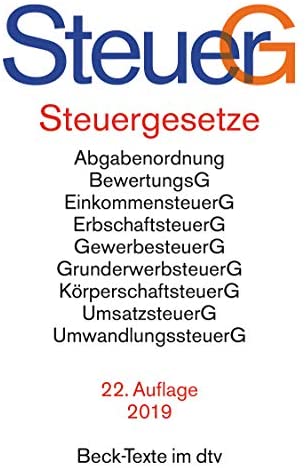 SteuerG
Steuergesetze
Abgabenordnung
BewertungsG
EinkommensteuerG
ErbschaftsteuerG
GewerbesteuerG
GrunderwerbsteuerG
KörperschaftsteuerG
UmsatzsteuerG
UmwandlungssteuerG
22. Auflage
2019
Beck-Texte im dtv